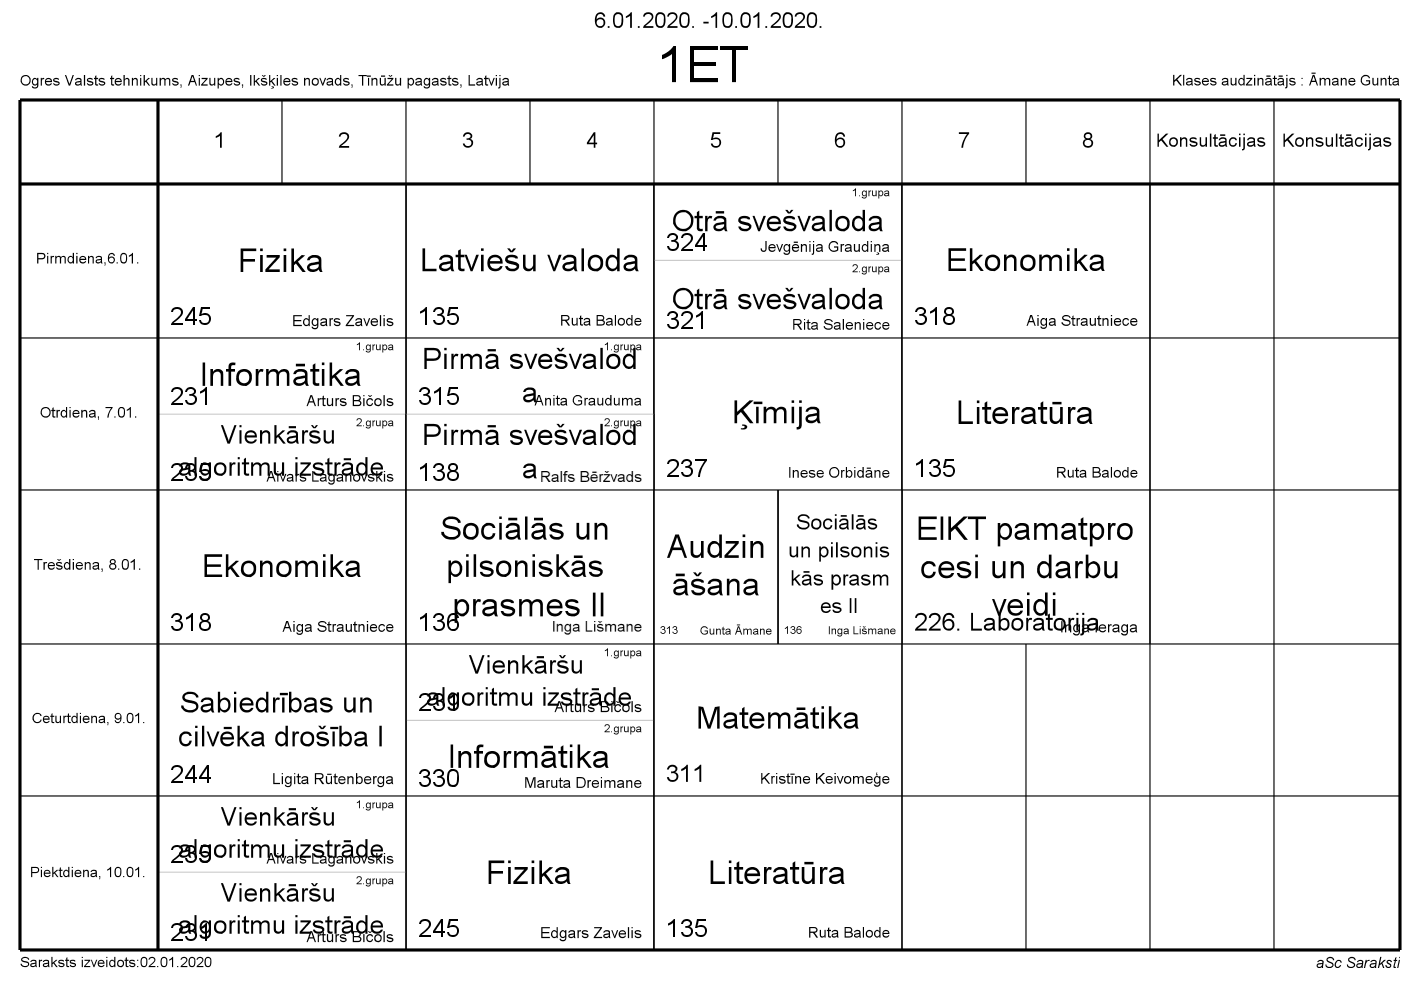 6.01.2020. -10.01.2020.
1ET
Ogres Valsts tehnikums, Aizupes, Ikšķiles novads, Tīnūžu pagasts, Latvija
Klases audzinātājs : Āmane Gunta
1 2 3 4 5 6 7 8 Konsultācijas Konsultācijas
Pirmdiena,6.01.
Fizika
245 Edgars Zavelis
Latviešu valoda
135 Ruta Balode
1.grupa
Otrā svešvaloda
324 Jevgēnija Graudiņa
2.grupa
Otrā svešvaloda
321 Rita Saleniece
Ekonomika
318 Aiga Strautniece
Otrdiena, 7.01.
1.grupa
Informātika
231 Arturs Bičols
2.grupa
Vienkāršu
algoritmu izstrāde
235 Aivars Laganovskis
1.grupa
Pirmā svešvalod
a
315 Anita Grauduma
2.grupa
Pirmā svešvalod
a
138 Ralfs Bēržvads
Ķīmija
237 Inese Orbidāne
Literatūra
135 Ruta Balode
Trešdiena, 8.01.
Ekonomika
318 Aiga Strautniece
Sociālās un
pilsoniskās
prasmes II
136 Inga Lišmane
Audzin
āšana
313 Gunta Āmane
Sociālās
un pilsonis
kās prasm
es II
136 Inga Lišmane
EIKT pamatpro
cesi un darbu
veidi
226. Laboratorija Inga Ieraga
Ceturtdiena, 9.01.
Sabiedrības un
cilvēka drošība I
244 Ligita Rūtenberga
1.grupa
Vienkāršu
algoritmu izstrāde
231 Arturs Bičols
2.grupa
Informātika
330 Maruta Dreimane
Matemātika
311 Kristīne Keivomeģe
Piektdiena, 10.01.
1.grupa
Vienkāršu
algoritmu izstrāde
235 Aivars Laganovskis
2.grupa
Vienkāršu
algoritmu izstrāde
231 Arturs Bičols
Fizika
245 Edgars Zavelis
Literatūra
135 Ruta Balode
Saraksts izveidots:02.01.2020
aSc Saraksti